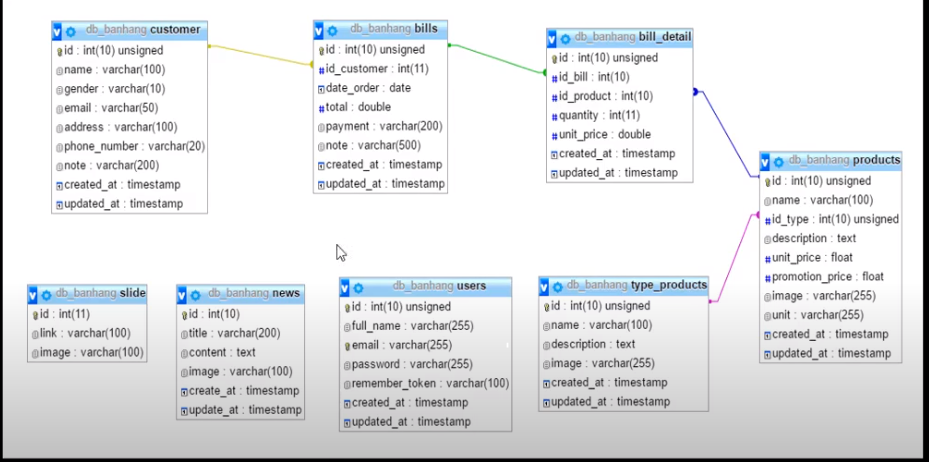 db_banhang customer
id : int(10) unsigned
name : varchar(100)
gender : varchar(10)
email : varchar(50)
address : varchar(100)
phone_number : varchar(20)
note : varchar(200)
created_at : timestamp
updated_at : timestamp
db_banhang bills
id : int(10) unsigned
#id_customer : int(11)
date_order : date
#total : double
payment : varchar(200)
note : varchar(500)
created_at : timestamp
updated_at : timestamp
db_banhang bill_detail
id : int(10) unsigned
#id_bill : int(10)
#id_product : int(10)
#quantity : int(11)
#unit_price : double
created_at : timestamp
updated_at : timestamp
db_banhang products
id : int(10) unsigned
name : varchar(100)
#id_type : int(10) unsigned
description : text
#unit_price : float
#promotion_price : float
image : varchar(255)
unit : varchar(255)
created_at : timestamp
updated_at : timestamp
db_banhang slide
id : int(11)
link : varchar(100)
image : varchar(100)
db_banhang news
id : int(10)
title : varchar(200)
content : text
image : varchar(100)
create_at : timestamp
update_at : timestamp
db_banhang users
id : int(10) unsigned
full_name : varchar(255)
email : varchar(255)
password : varchar(255)
remember_token : varchar(100)
created_at : timestamp
updated_at : timestamp
db_banhang type_products
id : int(10) unsigned
name : varchar(100)
description : text
image : varchar(255)
created_at : timestamp
updated_at : timestamp